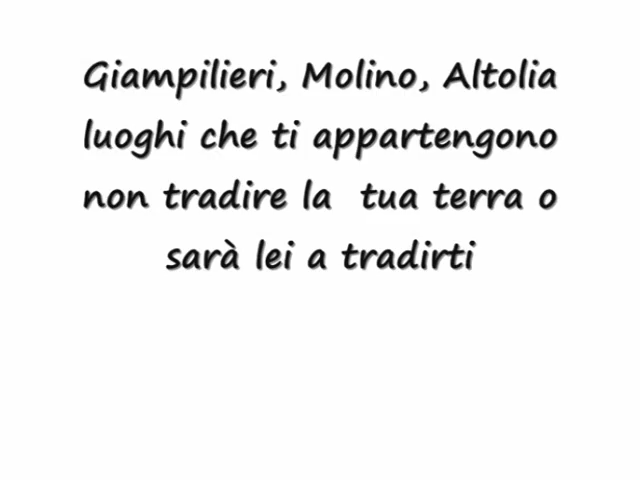 Giampilieri, Molino, Altolia
luoghi che ti appartengono
non tradire la  tua terra o
sarà lei a tradirti